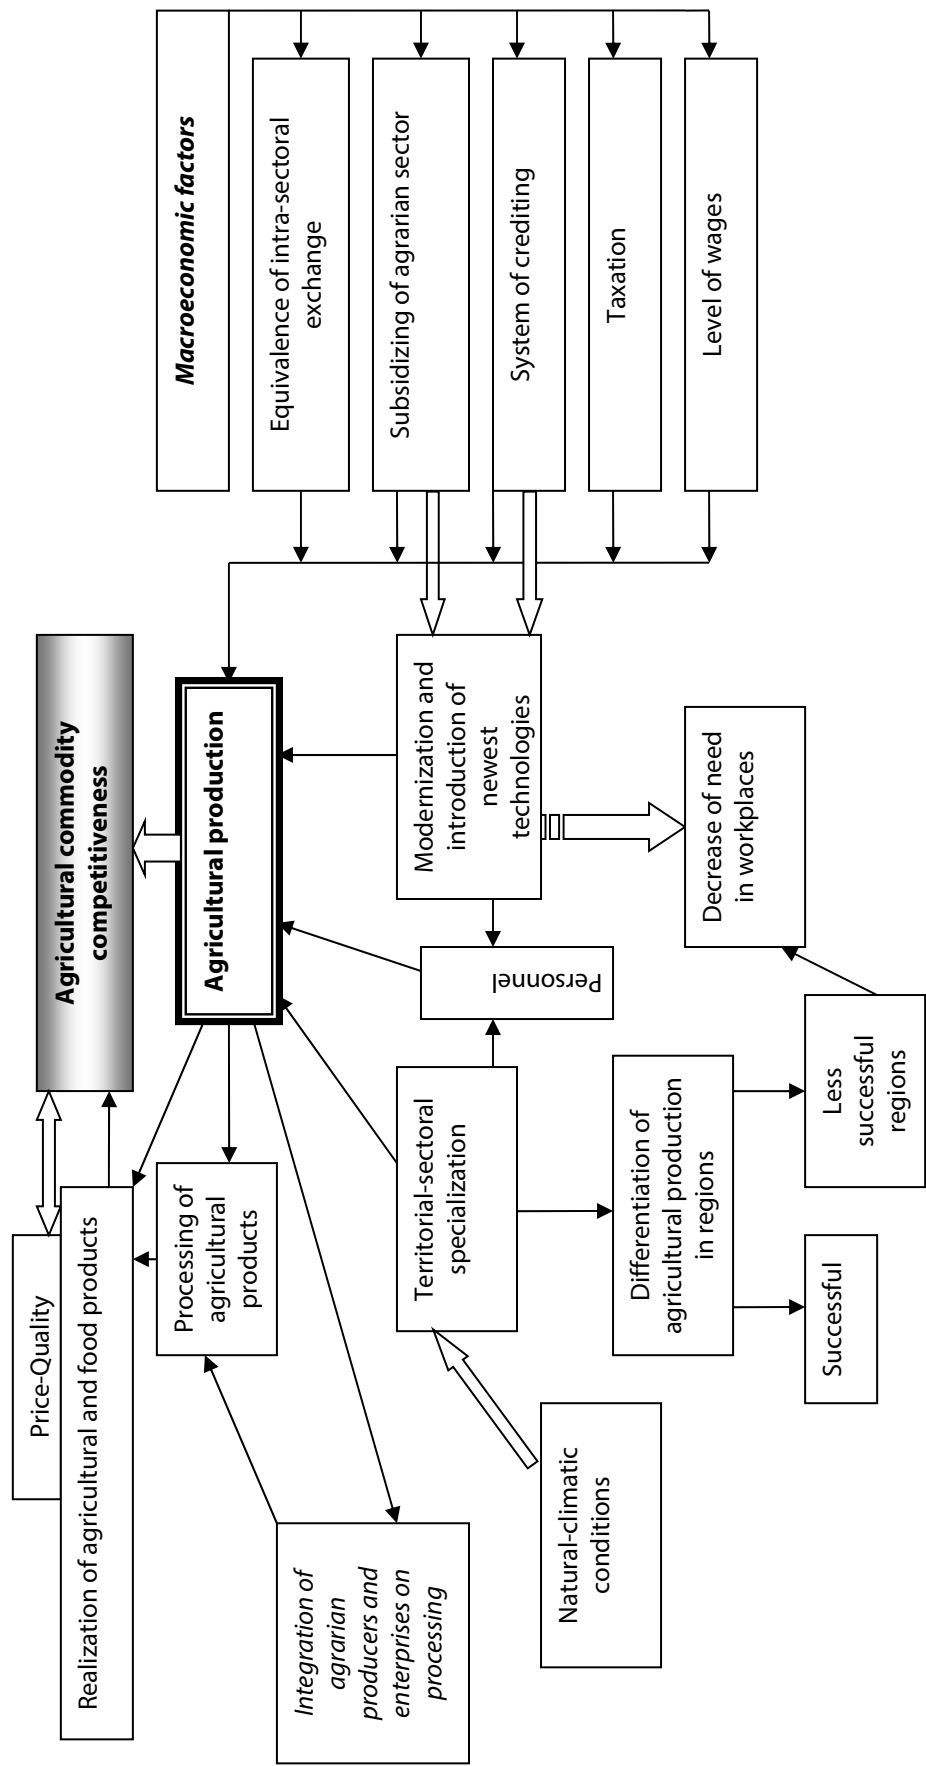 Price-Quality
Realization of agricultural and food products
Agricultural commodity
competitiveness
Macroeconomic factors
Processing of
agricultural
products
Agricultural production
Equivalence of intra-sectoral
exchange
Integration of
agrarian
producers and
enterprises on
processing
Territorial-sectoral
specialization
Personnel
Modernization and
introduction of
newest
technologies
Subsidizing of agrarian sector
System of crediting
Natural-climatic
conditions
Differentiation of
agricultural production
in regions
Taxation
Decrease of need
in workplaces
Level of wages
Successful
Less
successful
regions